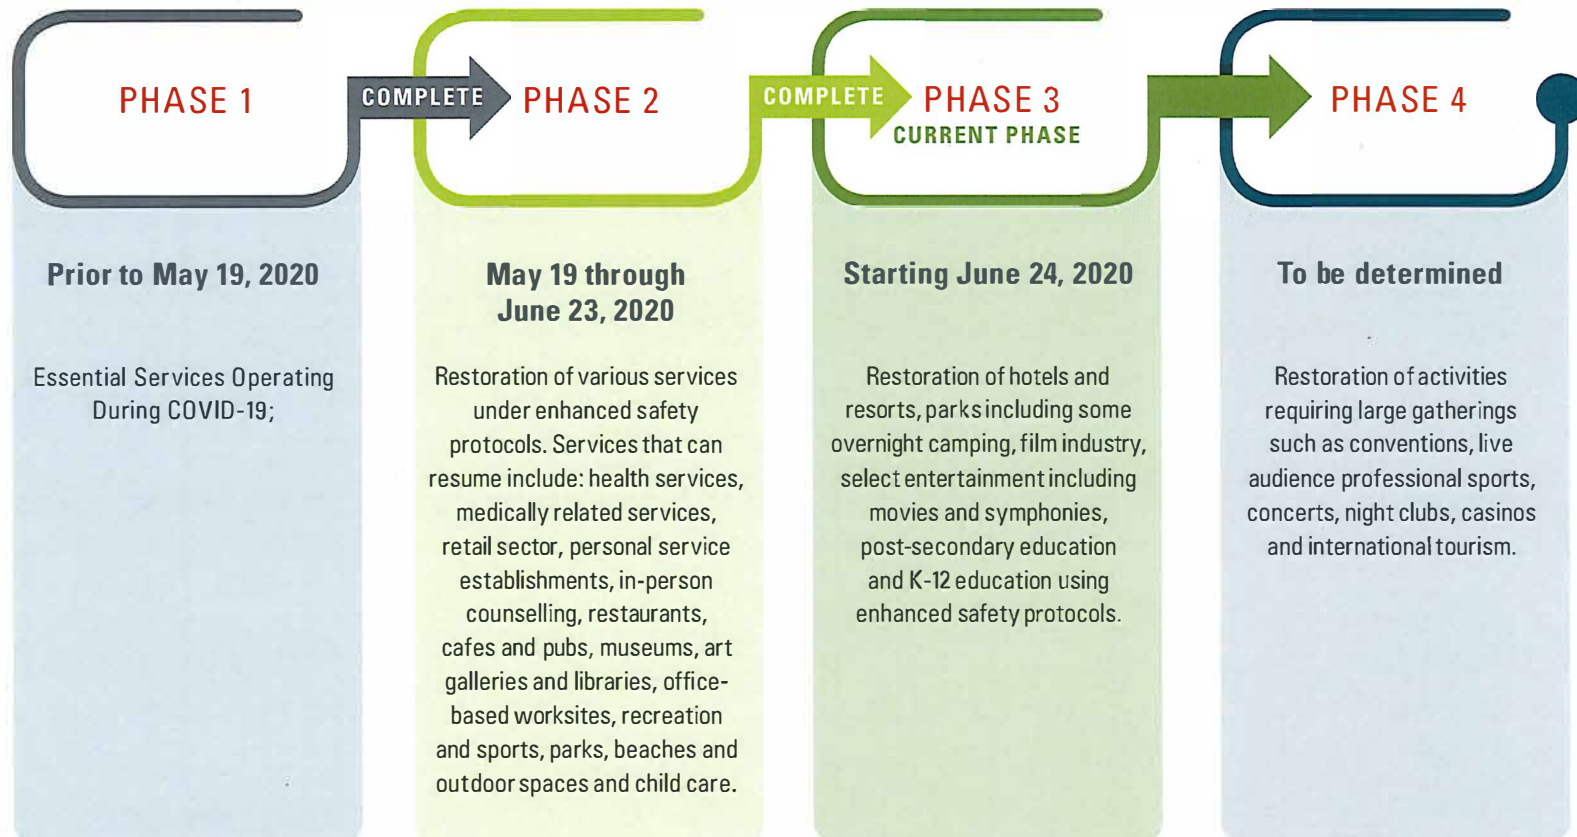 PHASE 1
Prior to May 19, 2020
Essential Services Operating
During COVID-19;
COMPLETE
PHASE 2
May 19 through
June 23, 2020
Restoration of various services
under enhanced safety
protocols. Services that can
resume include: health services,
medically related services,
retail sector, personal service
establishments, in-person
counselling, restaurants,
cafes and pubs, museums, art
galleries and libraries, office-
based worksites, recreation
and sports, parks, beaches and
outdoor spaces and child care.
COMPLETE
PHASE 3
CURRENT PHASE
Starting June 24, 2020
Restoration of hotels and
resorts, parks including some
overnight camping, film industry,
select entertainment including
movies and symphonies,
post-secondary education
and K-12 education using
enhanced safety protocols.
PHASE 4
To be determined
Restoration of activities
requiring large gatherings
such as conventions, live
audience professional sports,
concerts, night clubs, casinos
and international tourism.